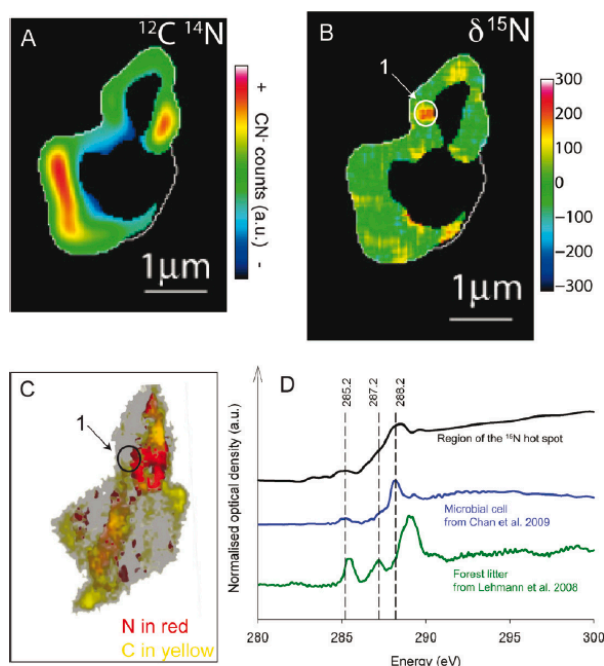 A
¹²C ¹⁴N
+
CN⁻ counts (a.u.)
-
1μm
B
δ¹⁵N
1
300
200
100
0
−100
−200
−300
1μm
C
1
N in red
C in yellow
D
285.2
287.2
288.2
Normalised optical density (a.u.)
Region of the ¹⁵N hot spot
Microbial cell
from Chan et al. 2009
Forest litter
from Lehmann et al. 2008
280
285
290
295
300
Energy (eV)